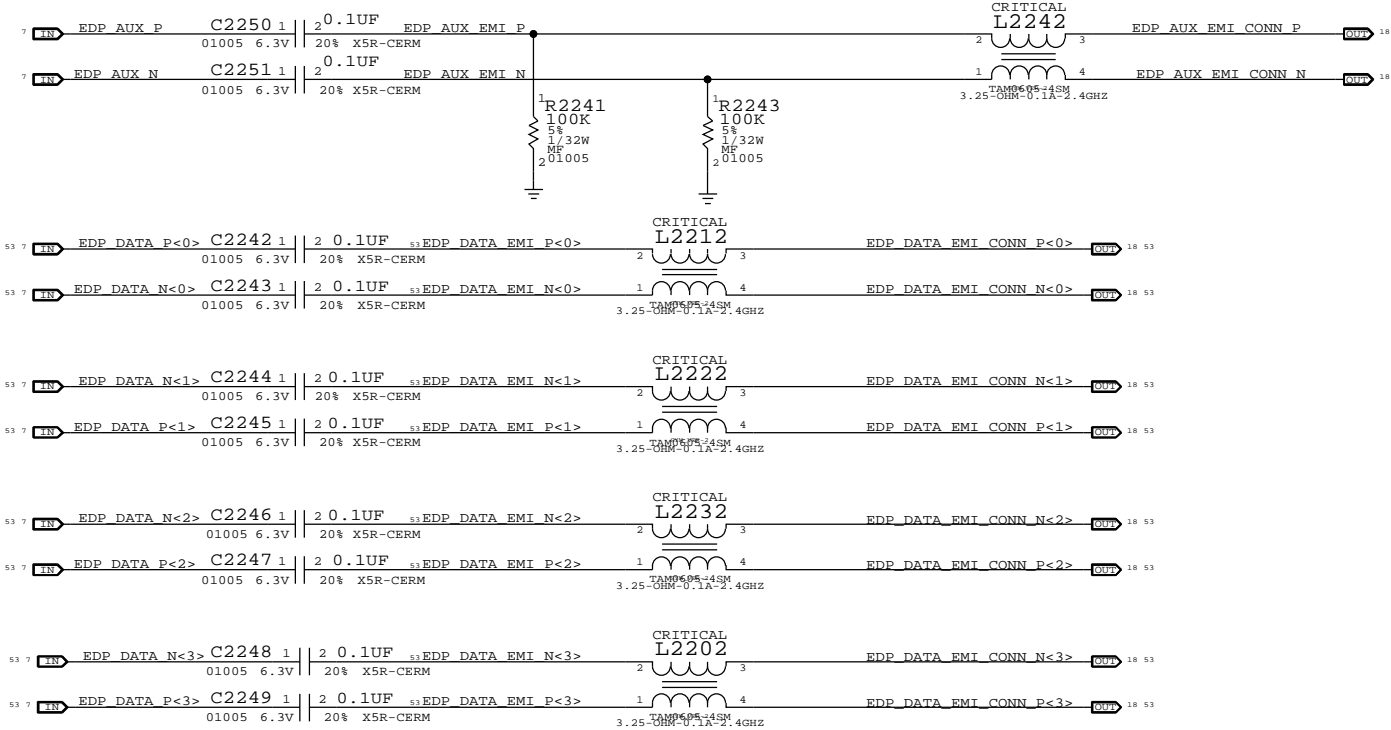 CRITICAL
L2242
7 IN EDP_AUX_P C2250 1 2 0.1UF EDP_AUX_EMI_P 2 3 EDP_AUX_EMI_CONN_P OUT 18
01005 6.3V 20% X5R-CERM
7 IN EDP_AUX_N C2251 1 2 0.1UF EDP_AUX_EMI_N 1 4 EDP_AUX_EMI_CONN_N OUT 18
01005 6.3V 20% X5R-CERM
TAM0605-4SM
3.25-OHM-0.1A-2.4GHZ
1 R2241 1 R2243
100K 100K
5% 5%
1/32W 1/32W
MF MF
2 01005 2 01005
CRITICAL
L2212
53 7 IN EDP_DATA_P<0> C2242 1 2 0.1UF 53 EDP_DATA_EMI_P<0> 2 3 EDP_DATA_EMI_CONN_P<0> OUT 18 53
01005 6.3V 20% X5R-CERM
53 7 IN EDP_DATA_N<0> C2243 1 2 0.1UF 53 EDP_DATA_EMI_N<0> 1 4 EDP_DATA_EMI_CONN_N<0> OUT 18 53
01005 6.3V 20% X5R-CERM
TAM0605-4SM
3.25-OHM-0.1A-2.4GHZ
CRITICAL
L2222
53 7 IN EDP_DATA_N<1> C2244 1 2 0.1UF 53 EDP_DATA_EMI_N<1> 2 3 EDP_DATA_EMI_CONN_N<1> OUT 18 53
01005 6.3V 20% X5R-CERM
53 7 IN EDP_DATA_P<1> C2245 1 2 0.1UF 53 EDP_DATA_EMI_P<1> 1 4 EDP_DATA_EMI_CONN_P<1> OUT 18 53
01005 6.3V 20% X5R-CERM
TAM0605-4SM
3.25-OHM-0.1A-2.4GHZ
CRITICAL
L2232
53 7 IN EDP_DATA_N<2> C2246 1 2 0.1UF 53 EDP_DATA_EMI_N<2> 2 3 EDP_DATA_EMI_CONN_N<2> OUT 18 53
01005 6.3V 20% X5R-CERM
53 7 IN EDP_DATA_P<2> C2247 1 2 0.1UF 53 EDP_DATA_EMI_P<2> 1 4 EDP_DATA_EMI_CONN_P<2> OUT 18 53
01005 6.3V 20% X5R-CERM
TAM0605-4SM
3.25-OHM-0.1A-2.4GHZ
CRITICAL
L2202
53 7 IN EDP_DATA_N<3> C2248 1 2 0.1UF 53 EDP_DATA_EMI_N<3> 2 3 EDP_DATA_EMI_CONN_N<3> OUT 18 53
01005 6.3V 20% X5R-CERM
53 7 IN EDP_DATA_P<3> C2249 1 2 0.1UF 53 EDP_DATA_EMI_P<3> 1 4 EDP_DATA_EMI_CONN_P<3> OUT 18 53
01005 6.3V 20% X5R-CERM
TAM0605-4SM
3.25-OHM-0.1A-2.4GHZ